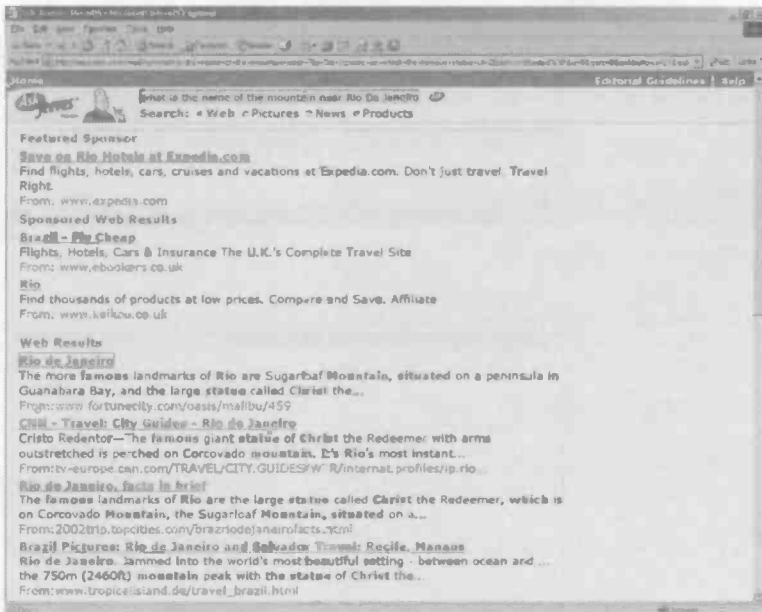 Home Editorial Guidelines | Help
Ask Jeeves what is the name of the mountain near Rio De Janeiro
Search: Web Pictures News Products
Featured Sponsor
Save on Rio Hotels at Expedia.com
Find flights, hotels, cars, cruises and vacations at Expedia.com. Don't just travel. Travel
Right.
From: www.expedia.com
Sponsored Web Results
Brazil - Fly Cheap
Flights, Hotels, Cars & Insurance The U.K.'s Complete Travel Site
From: www.ebookers.co.uk
Rio
Find thousands of products at low prices. Compare and Save. Affiliate
From: www.kelkoo.co.uk
Web Results
Rio de Janeiro
The more famous landmarks of Rio are Sugarloaf Mountain, situated on a peninsula in
Guanabara Bay, and the large statue called Christ the...
From:www.fortunecity.com/oasis/malibu/459
CNN - Travel: City Guides - Rio de Janeiro
Cristo Redentor—The famous giant statue of Christ the Redeemer with arms
outstretched is perched on Corcovado mountain. It's Rio's most instant...
Rio de Janeiro, facts in brief
The famous landmarks of Rio are the large statue called Christ the Redeemer, which is
on Corcovado Mountain, the Sugarloaf Mountain, situated on a...
Brazil Pictures: Rio de Janeiro and Salvador Travel: Recife, Manaus
Rio de Janeiro. Jammed into the world's most beautiful setting - between ocean and ...
the 750m (2460ft) mountain peak with the statue of Christ the...
From:www.tropicalisland.de/travel_brazil.html